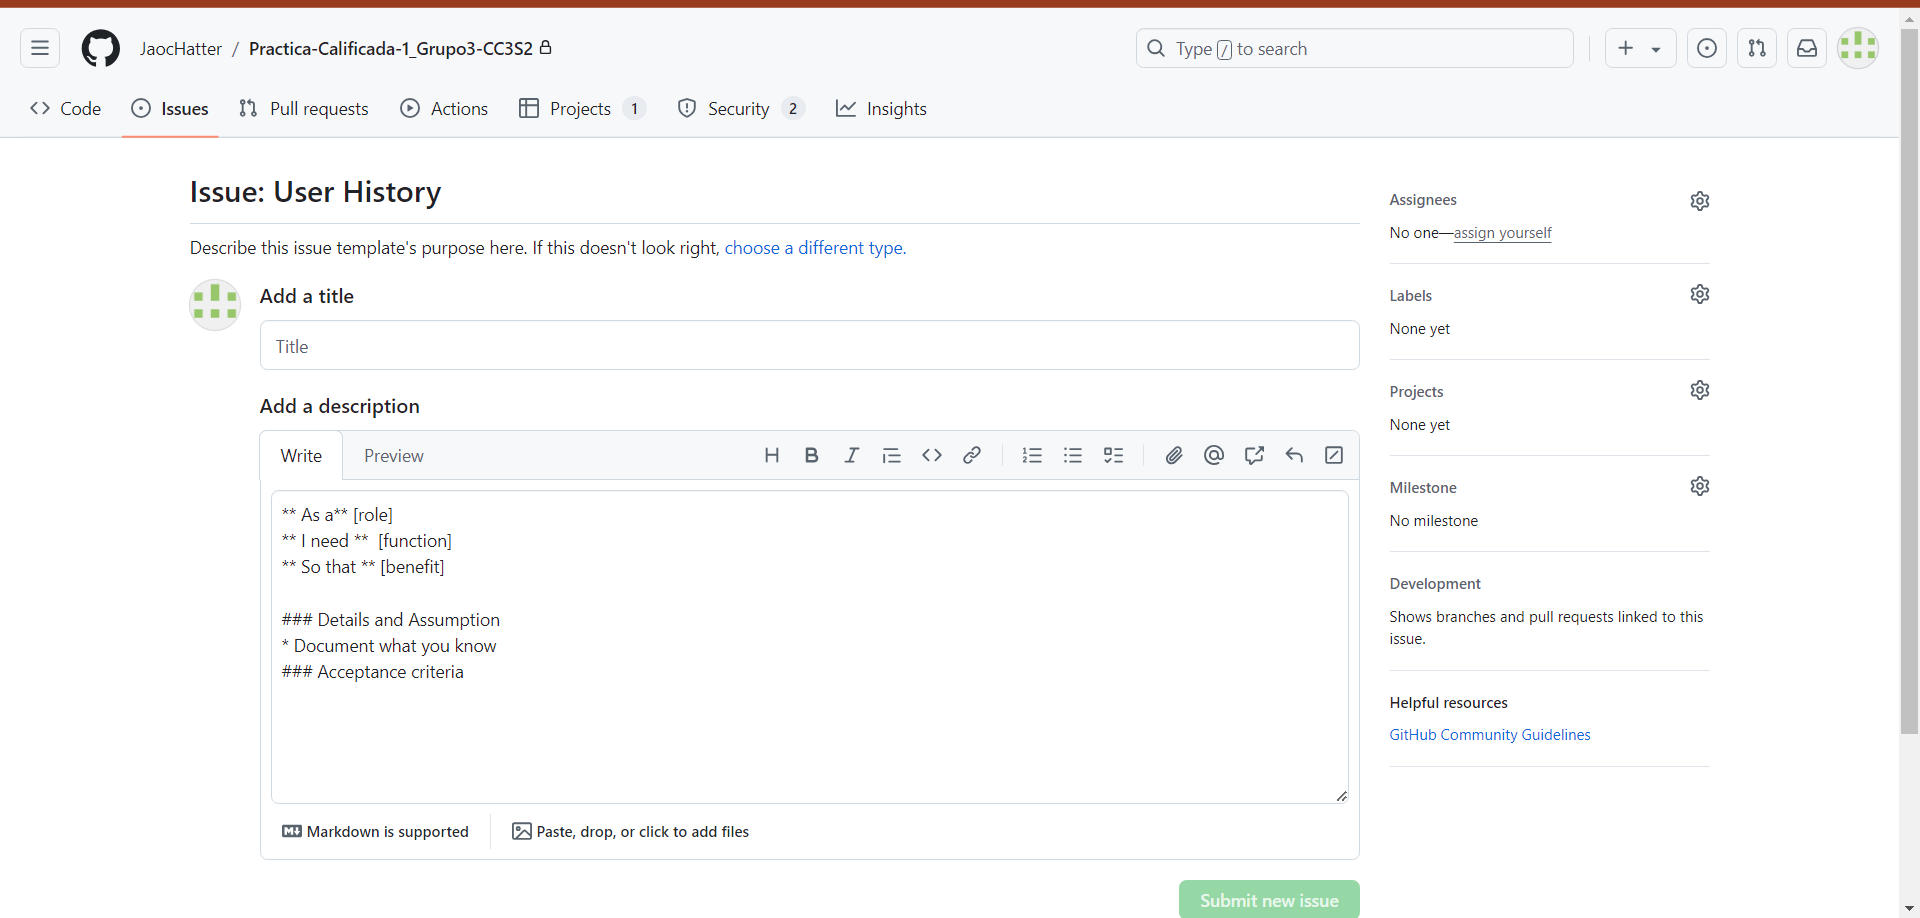 JaocHatter / Practica-Calificada-1_Grupo3-CC3S2
Type / to search
Code
Issues
Pull requests
Actions
Projects 1
Security 2
Insights
Issue: User History
Describe this issue template's purpose here. If this doesn't look right, choose a different type.
Add a title
Title
Add a description
Write
Preview
** As a** [role]
** I need **  [function]
** So that ** [benefit]
### Details and Assumption
* Document what you know
### Acceptance criteria
Markdown is supported
Paste, drop, or click to add files
Submit new issue
Assignees
No one—assign yourself
Labels
None yet
Projects
None yet
Milestone
No milestone
Development
Shows branches and pull requests linked to this
issue.
Helpful resources
GitHub Community Guidelines